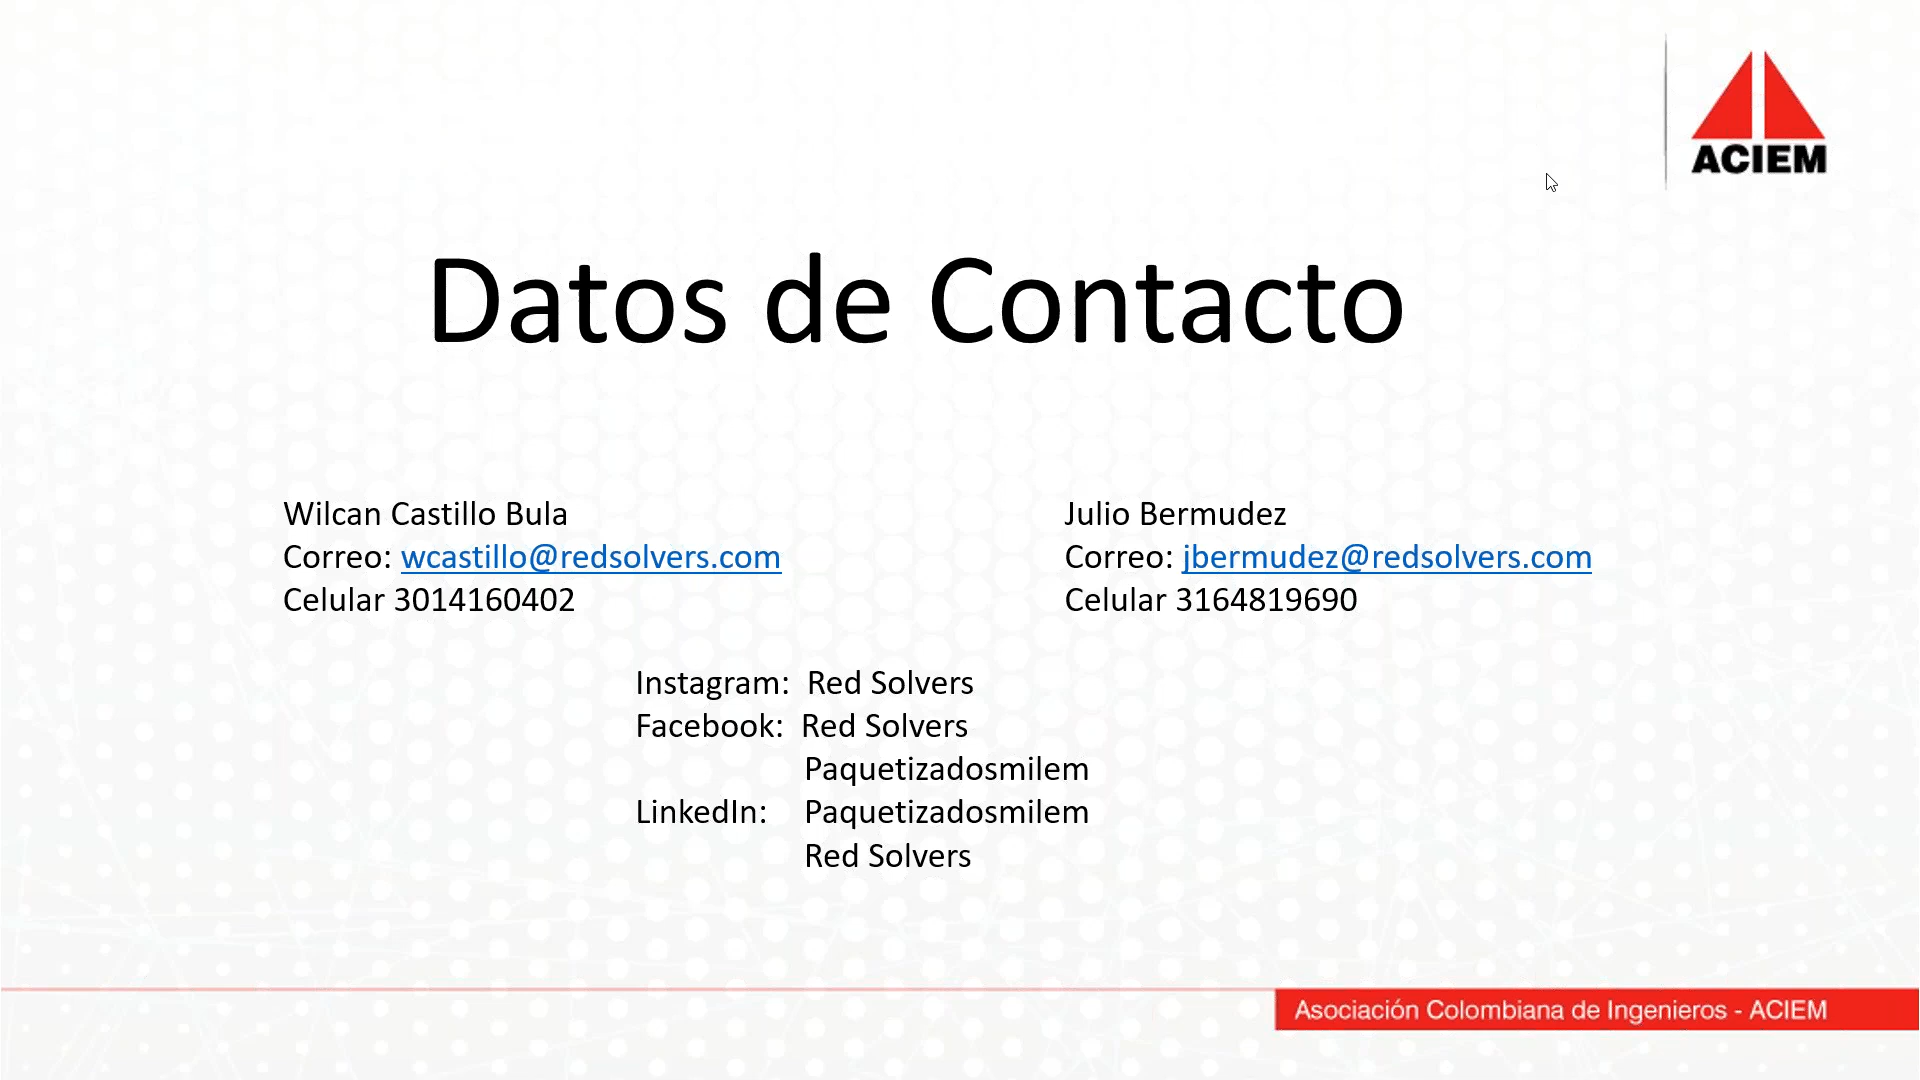 ACIEM
Datos de Contacto
Wilcan Castillo Bula
Correo: wcastillo@redsolvers.com
Celular 3014160402
Julio Bermudez
Correo: jbermudez@redsolvers.com
Celular 3164819690
Instagram: Red Solvers
Facebook: Red Solvers
Paquetizadosmilem
LinkedIn: Paquetizadosmilem
Red Solvers
Asociación Colombiana de Ingenieros - ACIEM